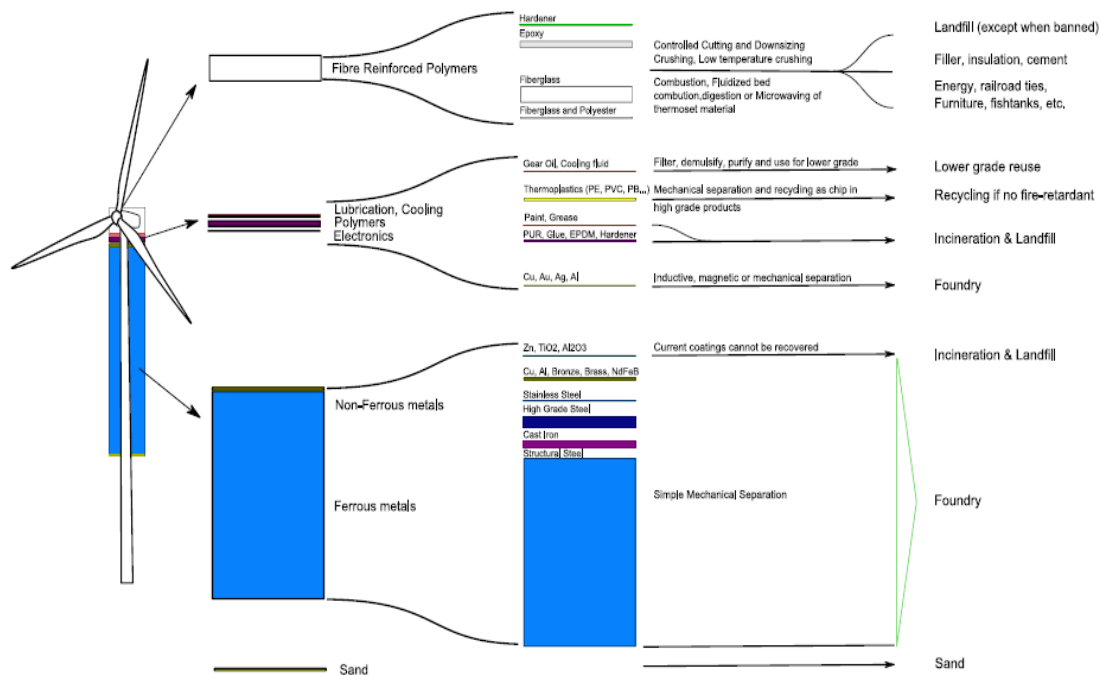 Hardener
Epoxy
Fibre Reinforced Polymers
Fiberglass
Fiberglass and Polyester
Controlled Cutting and Downsizing
Crushing, Low temperature crushing
Combustion, Fluidized bed
combution,digestion or Microwaving of
thermoset material
Landfill (except when banned)
Filler, insulation, cement
Energy, railroad ties,
Furniture, fishtanks, etc.
Lubrication, Cooling
Polymers
Electronics
Gear Oil, Cooling fluid
Filter, demulsify, purify and use for lower grade
Lower grade reuse
Thermoplastics (PE, PVC, PB,,,)
Mechanical separation and recycling as chip in
high grade products
Recycling if no fire-retardant
Paint, Grease
PUR, Glue, EPDM, Hardener
Incineration & Landfill
Cu, Au, Ag, Al
Inductive, magnetic or mechanical separation
Foundry
Zn, TiO2, Al2O3
Current coatings cannot be recovered
Incineration & Landfill
Cu, Al, Bronze, Brass, NdFeB
Non-Ferrous metals
Stainless Steel
High Grade Steel
Cast Iron
Structural Steel
Ferrous metals
Simple Mechanical Separation
Foundry
Sand
Sand